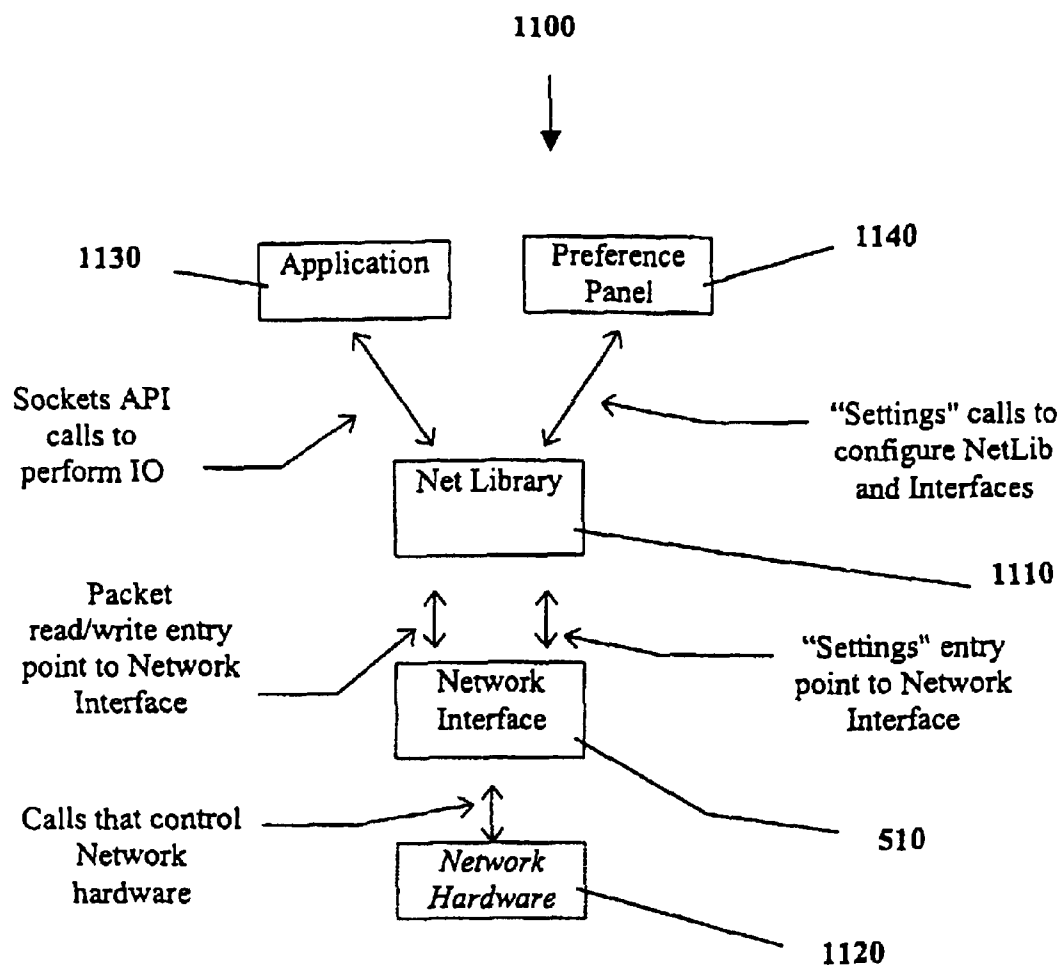 1100
1130
Application
Preference
Panel
1140
Sockets API
calls to
perform IO
"Settings" calls to
configure NetLib
and Interfaces
Net Library
1110
Packet
read/write entry
point to Network
Interface
"Settings" entry
point to Network
Interface
Network
Interface
510
Calls that control
Network
hardware
Network
Hardware
1120